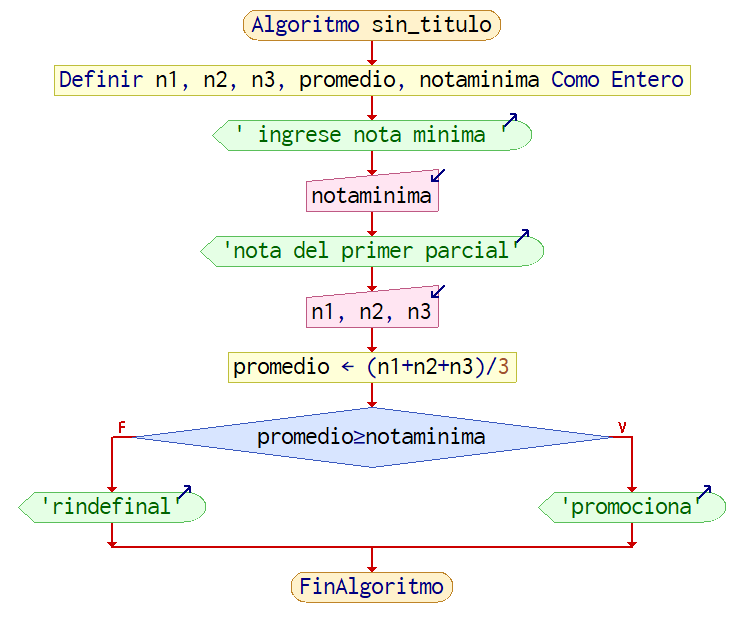 Algoritmo sin_titulo
Definir n1, n2, n3, promedio, notaminima Como Entero
' ingrese nota minima '
notaminima
'nota del primer parcial'
n1, n2, n3
promedio ← (n1+n2+n3)/3
F
V
promedio≥notaminima
'rindefinal'
'promociona'
FinAlgoritmo